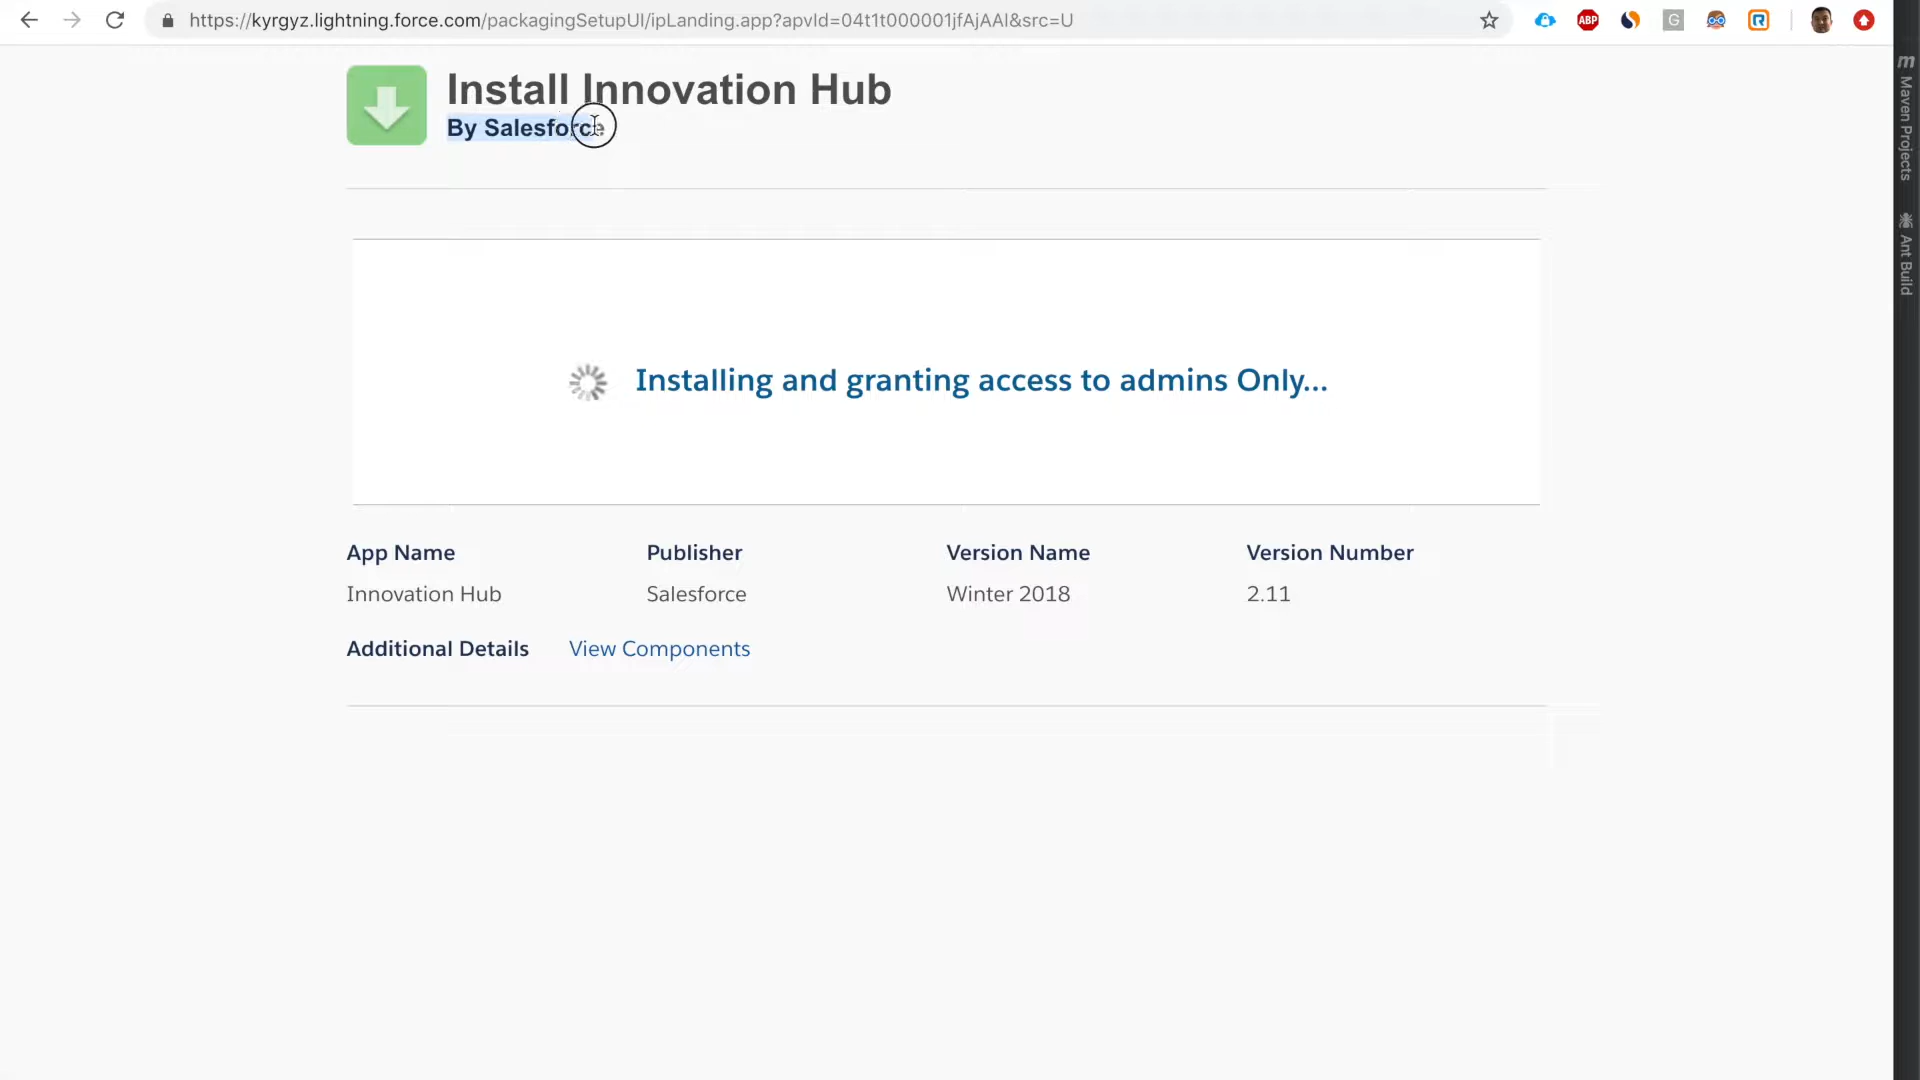 https://kyrgyz.lightning.force.com/packagingSetupUI/ipLanding.app?apvId=04t1t000001jfAjAAI&src=U
ABP
G
Install Innovation Hub
By Salesforce
Installing and granting access to admins Only...
App Name
Publisher
Version Name
Version Number
Innovation Hub
Salesforce
Winter 2018
2.11
Additional Details
View Components
m Maven Projects
Ant Build